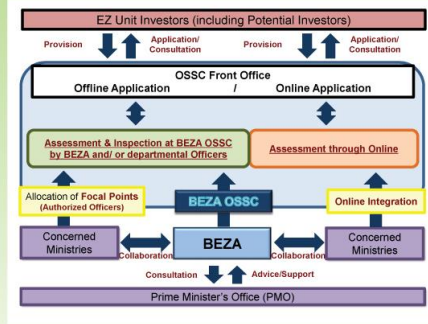 EZ Unit Investors (including Potential Investors)
Provision
Application/
Consultation
Provision
Application/
Consultation
OSSC Front Office
Offline Application / Online Application
Assessment & Inspection at BEZA OSSC
by BEZA and/ or departmental Officers
Assessment through Online
Allocation of Focal Points
(Authorized Officers)
BEZA OSSC
Online Integration
Concerned
Ministries
Collaboration
BEZA
Collaboration
Concerned
Ministries
Consultation
Advice/Support
Prime Minister's Office (PMO)